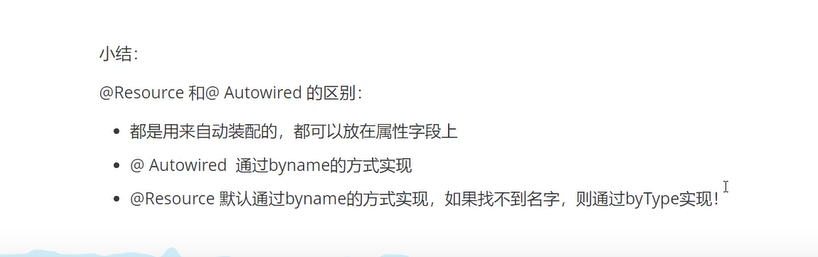 小结：
@Resource 和@ Autowired 的区别：
都是用来自动装配的，都可以放在属性字段上
@ Autowired 通过byname的方式实现
@Resource 默认通过byname的方式实现，如果找不到名字，则通过byType实现！